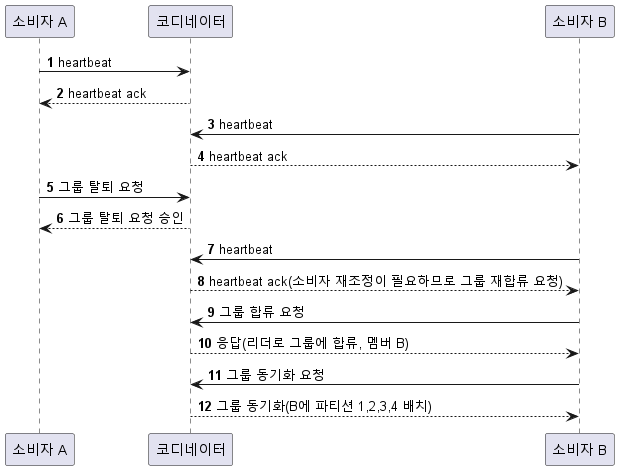 소비자 A 코디네이터 소비자 B
1 heartbeat
2 heartbeat ack
3 heartbeat
4 heartbeat ack
5 그룹 탈퇴 요청
6 그룹 탈퇴 요청 승인
7 heartbeat
8 heartbeat ack(소비자 재조정이 필요하므로 그룹 재합류 요청)
9 그룹 합류 요청
10 응답(리더로 그룹에 합류, 멤버 B)
11 그룹 동기화 요청
12 그룹 동기화(B에 파티션 1,2,3,4 배치)
소비자 A 코디네이터 소비자 B